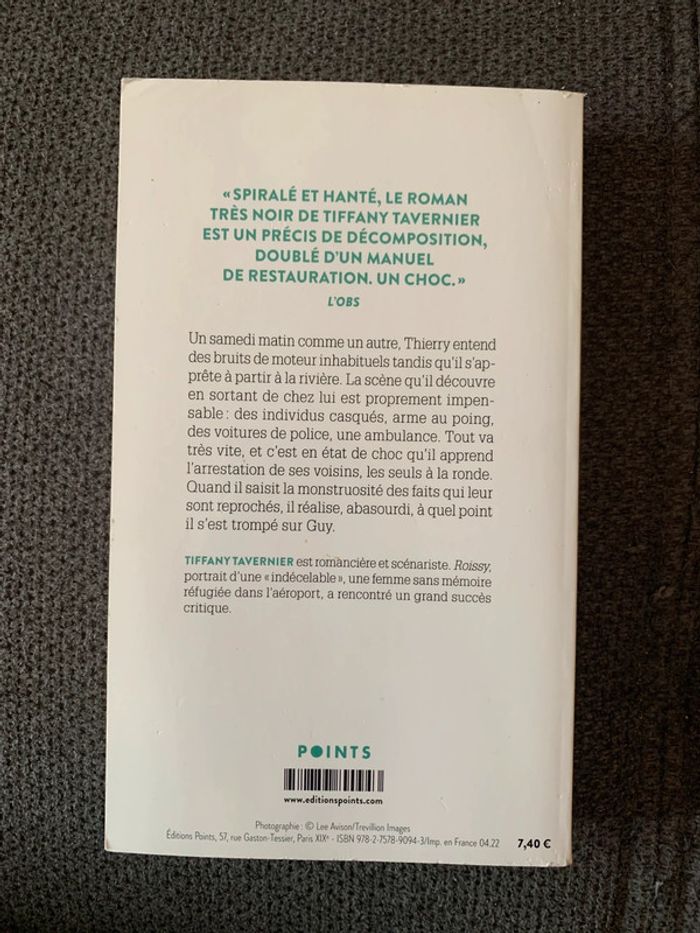 « SPIRALÉ ET HANTÉ, LE ROMAN
TRÈS NOIR DE TIFFANY TAVERNIER
EST UN PRÉCIS DE DÉCOMPOSITION,
DOUBLÉ D'UN MANUEL
DE RESTAURATION. UN CHOC. »
L'OBS
Un samedi matin comme un autre, Thierry entend
des bruits de moteur inhabituels tandis qu'il s'ap-
prête à partir à la rivière. La scène qu'il découvre
en sortant de chez lui est proprement impen-
sable : des individus casqués, arme au poing,
des voitures de police, une ambulance. Tout va
très vite, et c'est en état de choc qu'il apprend
l'arrestation de ses voisins, les seuls à la ronde.
Quand il saisit la monstruosité des faits qui leur
sont reprochés, il réalise, abasourdi, à quel point
il s'est trompé sur Guy.
TIFFANY TAVERNIER est romancière et scénariste. Roissy,
portrait d'une « indécelable », une femme sans mémoire
réfugiée dans l'aéroport, a rencontré un grand succès
critique.
POINTS
www.editionspoints.com
Photographie : © Lee Avison/Trevillion Images
Éditions Points, 57, rue Gaston-Tessier, Paris XIXe - ISBN 978-2-7578-9094-3/Imp. en France 04.22 7,40 €